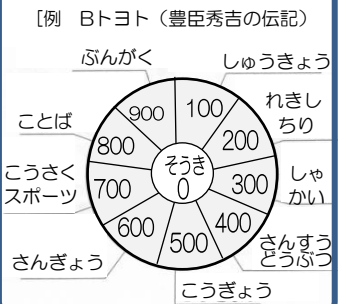 [例　Bトヨト（豊臣秀吉の伝記）
ぶんがく
しゅうきょう
れきし
ちり
しゃ
かい
さんすう
どうぶつ
こうぎょう
さんぎょう
こうさく
スポーツ
ことば
900
100
200
300
400
500
600
700
800
そうき
0